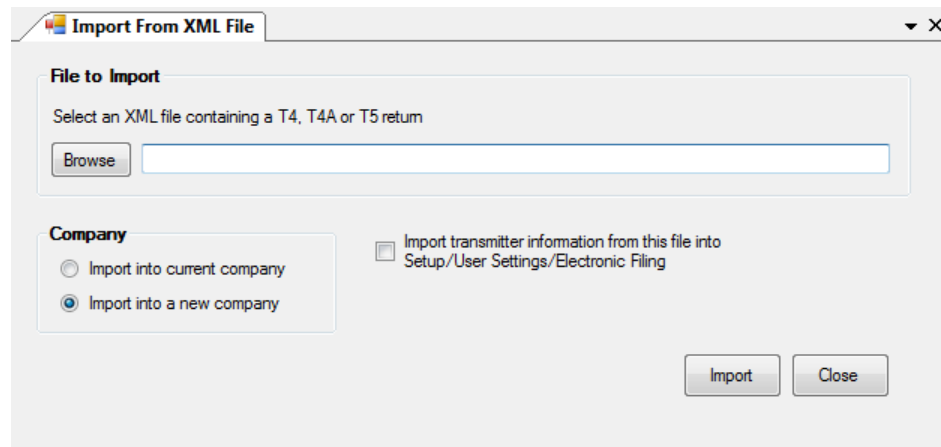 Import From XML File
File to Import
Select an XML file containing a T4, T4A or T5 return
Browse
Company
Import into current company
Import into a new company
Import transmitter information from this file into
Setup/User Settings/Electronic Filing
Import
Close